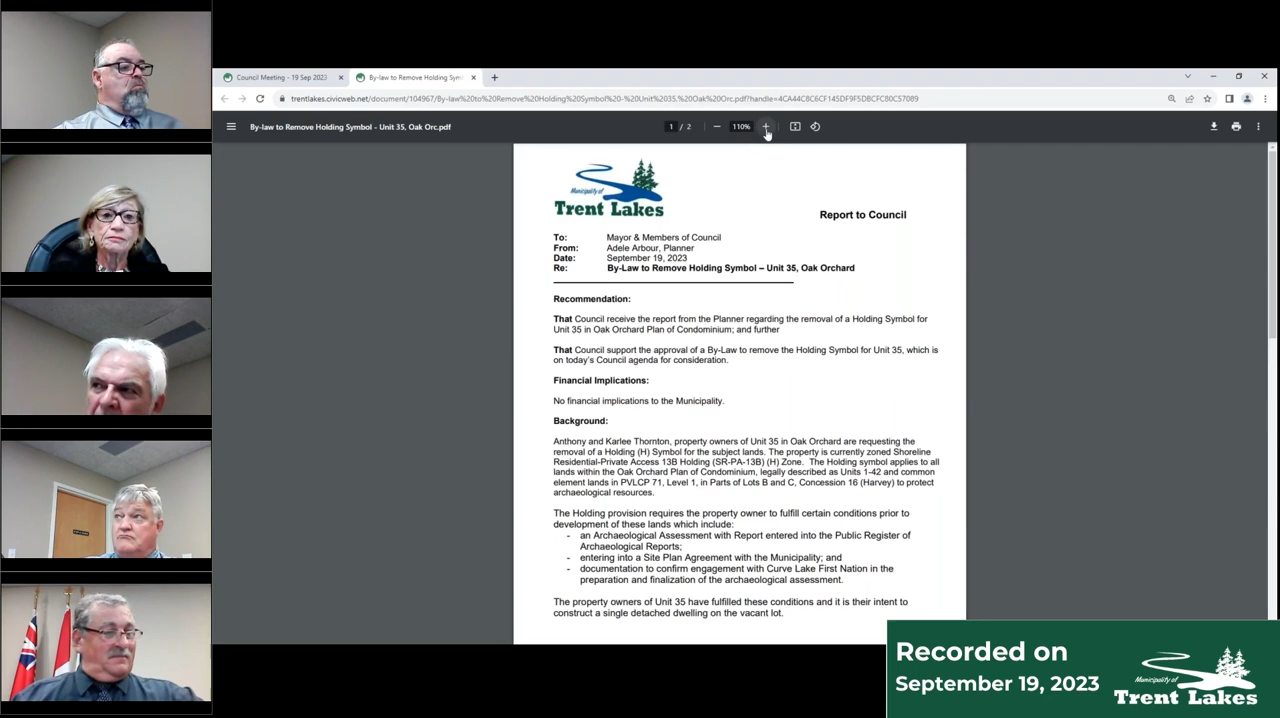 Council Meeting - 19 Sep 2023
By-law to Remove Holding Sym
trentlakes.civicweb.net/document/104967/By-law%20to%20Remove%20Holding%20Symbol%20-%20Unit%2035,%20Oak%20Orc.pdf?handle=4CA44C8C6CF145DF9F5DBCFC80C57089
By-law to Remove Holding Symbol - Unit 35, Oak Orc.pdf
1 / 2
110%
Municipality of
Trent Lakes
Report to Council
To: Mayor & Members of Council
From: Adele Arbour, Planner
Date: September 19, 2023
Re: By-Law to Remove Holding Symbol – Unit 35, Oak Orchard
Recommendation:
That Council receive the report from the Planner regarding the removal of a Holding Symbol for
Unit 35 in Oak Orchard Plan of Condominium; and further
That Council support the approval of a By-Law to remove the Holding Symbol for Unit 35, which is
on today's Council agenda for consideration.
Financial Implications:
No financial implications to the Municipality.
Background:
Anthony and Karlee Thornton, property owners of Unit 35 in Oak Orchard are requesting the
removal of a Holding (H) Symbol for the subject lands. The property is currently zoned Shoreline
Residential-Private Access 13B Holding (SR-PA-13B) (H) Zone. The Holding symbol applies to all
lands within the Oak Orchard Plan of Condominium, legally described as Units 1-42 and common
element lands in PVLCP 71, Level 1, in Parts of Lots B and C, Concession 16 (Harvey) to protect
archaeological resources.
The Holding provision requires the property owner to fulfill certain conditions prior to
development of these lands which include:
- an Archaeological Assessment with Report entered into the Public Register of
Archaeological Reports;
- entering into a Site Plan Agreement with the Municipality; and
- documentation to confirm engagement with Curve Lake First Nation in the
preparation and finalization of the archaeological assessment.
The property owners of Unit 35 have fulfilled these conditions and it is their intent to
construct a single detached dwelling on the vacant lot.
Recorded on
September 19, 2023
Municipality of
Trent Lakes